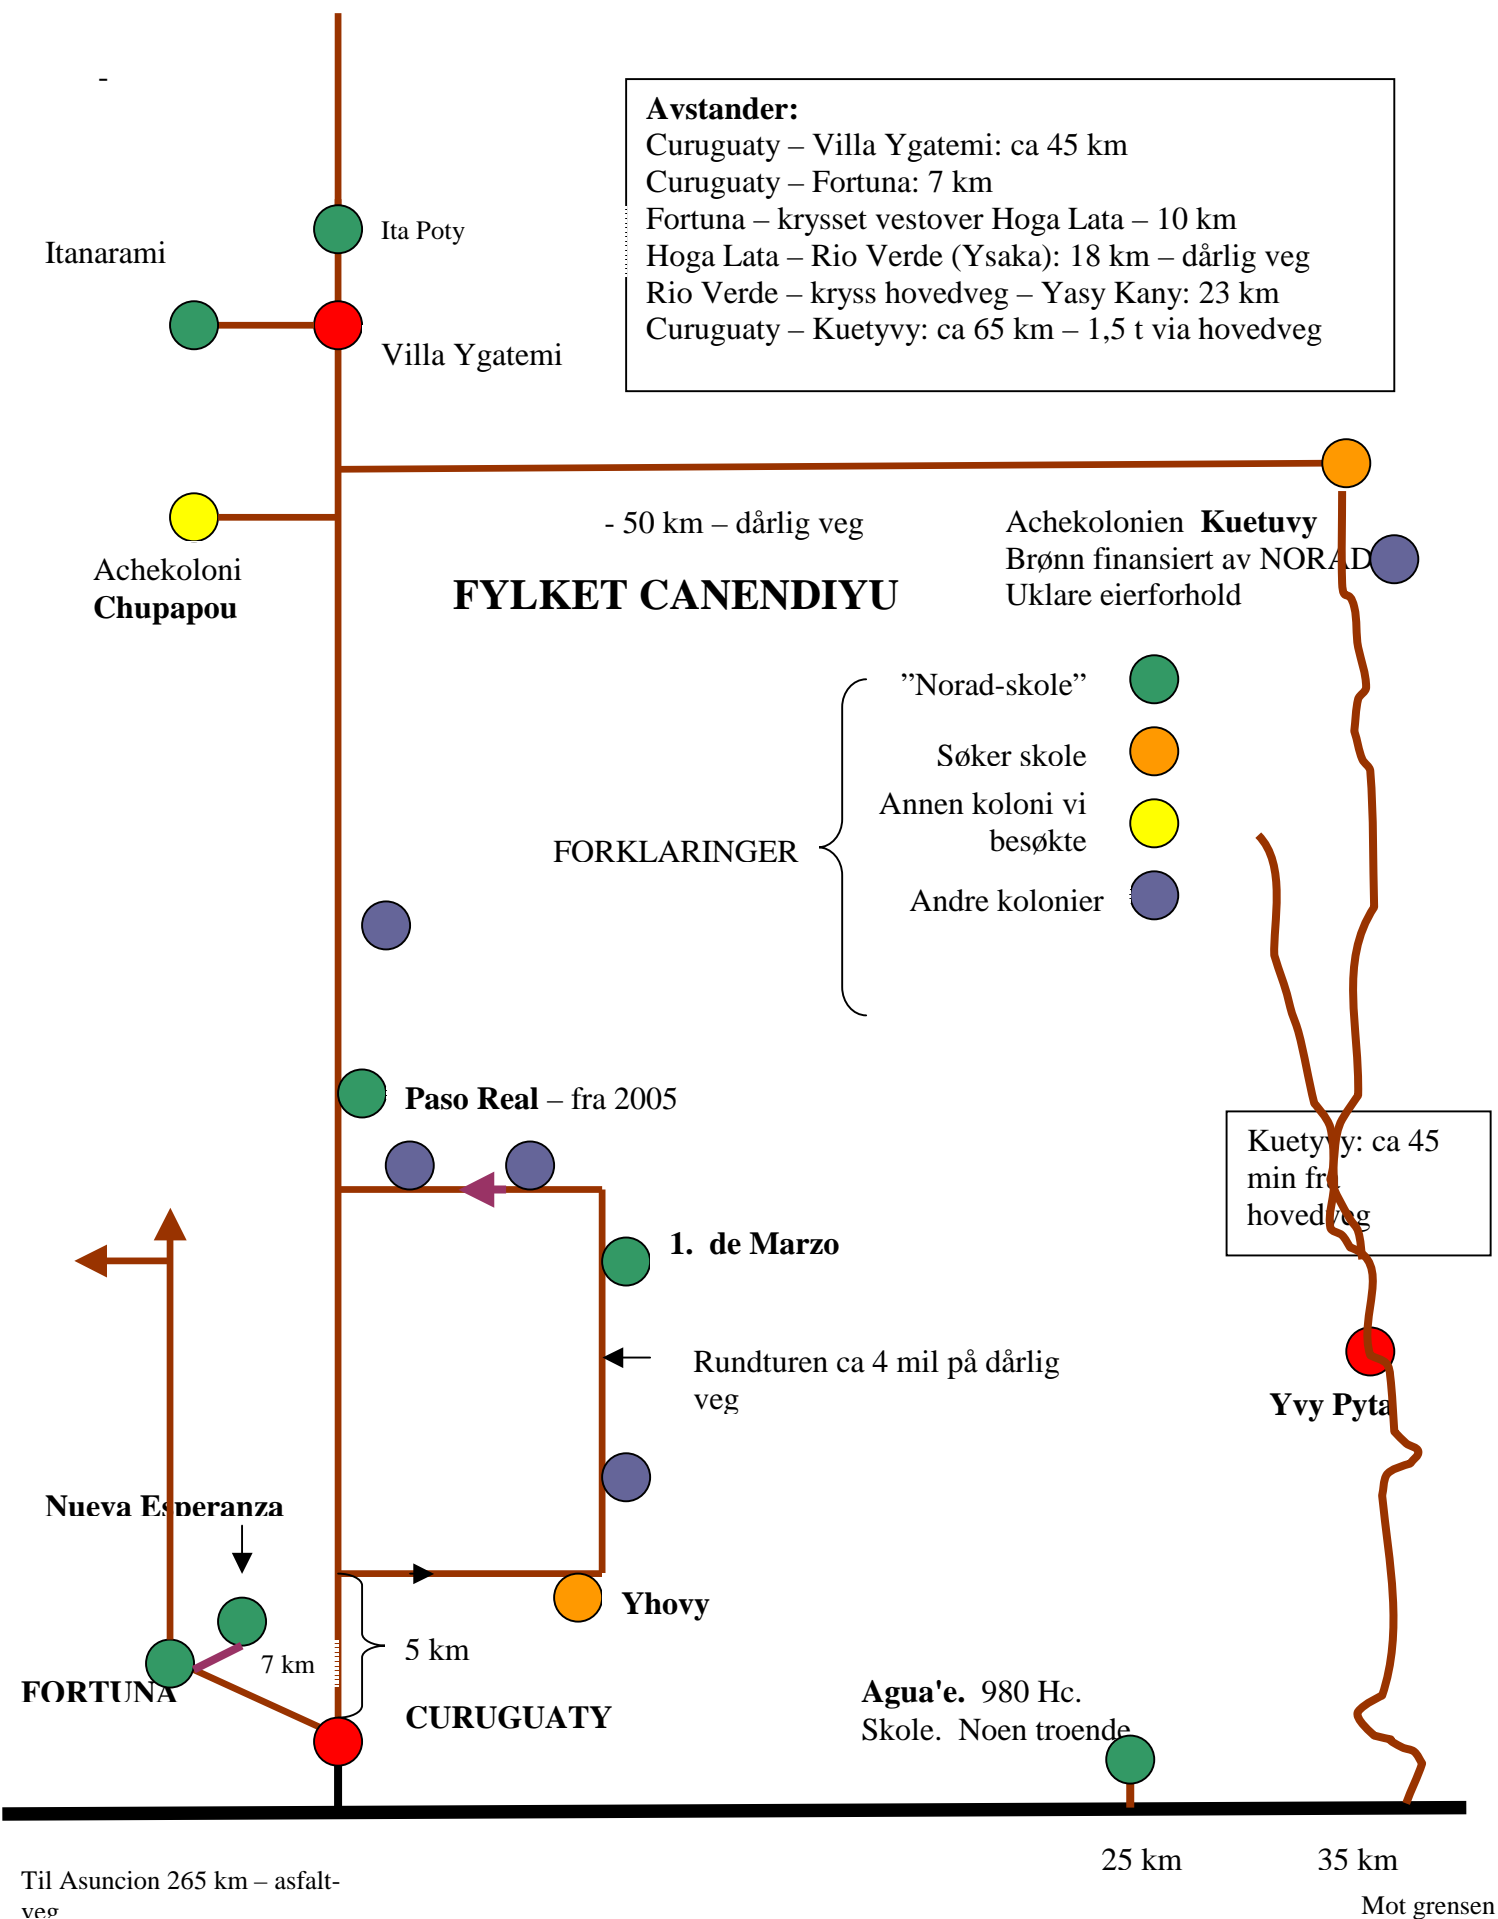 -
Avstander:
Curuguaty – Villa Ygatemi: ca 45 km
Curuguaty – Fortuna: 7 km
Fortuna – krysset vestover Hoga Lata – 10 km
Hoga Lata – Rio Verde (Ysaka): 18 km – dårlig veg
Rio Verde – kryss hovedveg – Yasy Kany: 23 km
Curuguaty – Kuetyvy: ca 65 km – 1,5 t via hovedveg
Ita Poty
Itanarami
Villa Ygatemi
- 50 km – dårlig veg
Achekolonien Kuetuvy
Brønn finansiert av NORAD
Uklare eierforhold
Achekoloni
Chupapou
FYLKET CANENDIYU
”Norad-skole”
Søker skole
Annen koloni vi
besøkte
FORKLARINGER
Andre kolonier
Paso Real – fra 2005
Kuetyvy: ca 45
min fra
hovedveg
1. de Marzo
Rundturen ca 4 mil på dårlig
veg
Yvy Pyta
Nueva Esperanza
Yhovy
5 km
7 km
FORTUNA
CURUGUATY
Agua'e. 980 Hc.
Skole. Noen troende
25 km
35 km
Til Asuncion 265 km – asfalt-
veg
Mot grensen